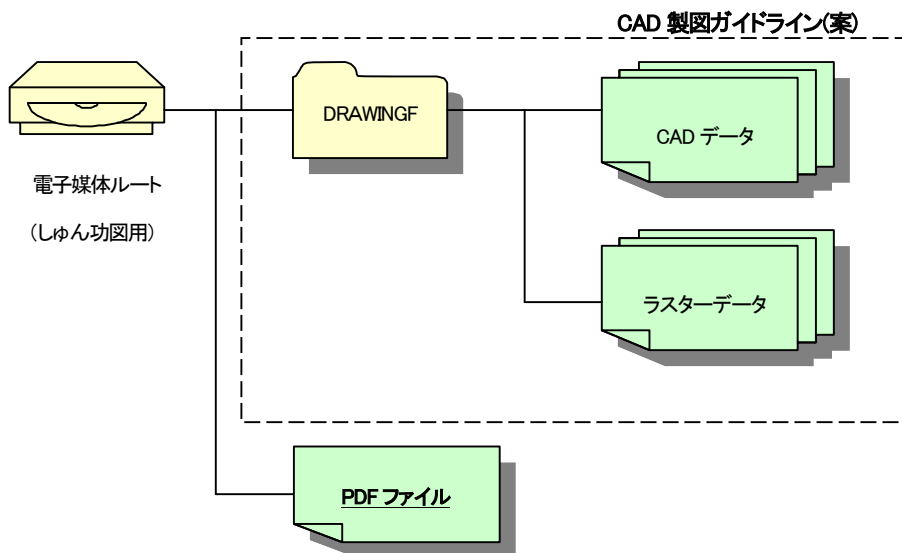 CAD 製図ガイドライン(案)
DRAWINGF
CAD データ
電子媒体ルート
(しゅん功図用)
ラスターデータ
PDF ファイル